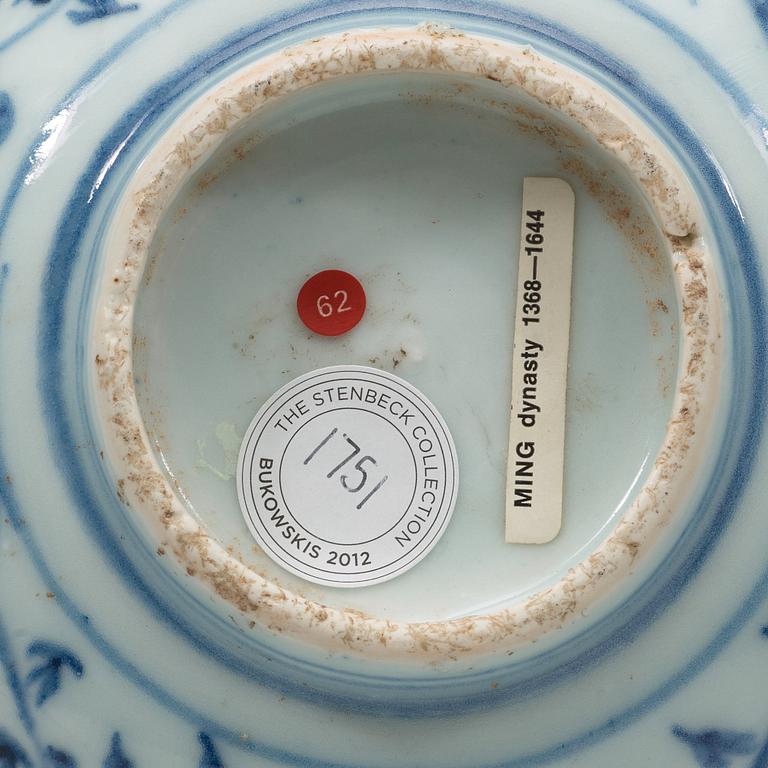 62
THE STENBECK COLLECTION
1751
BUKOWSKIS 2012
MING dynasty 1368—1644